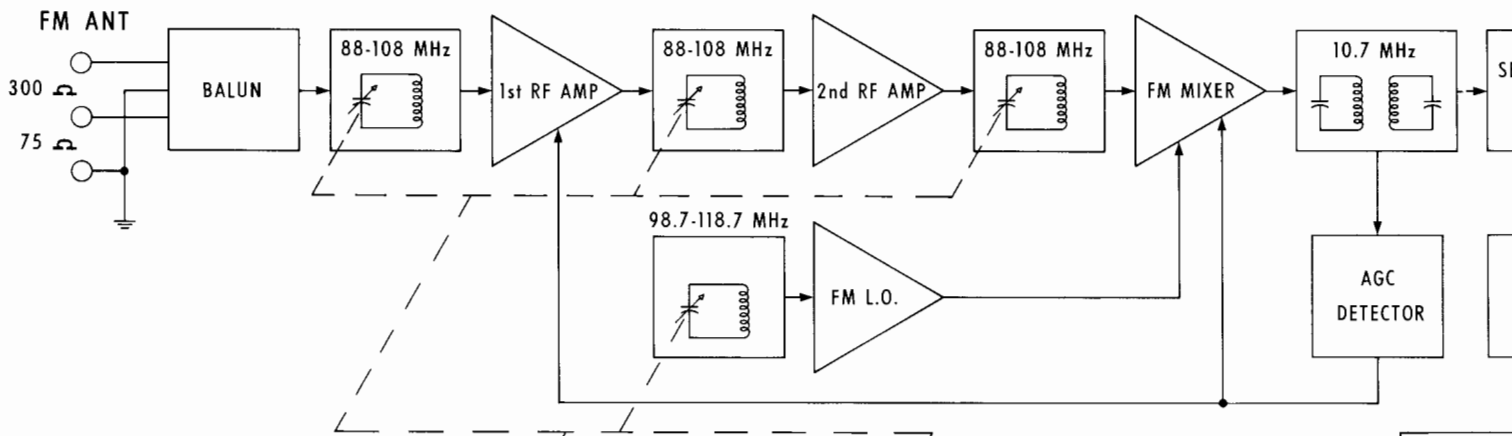 FM ANT
300 Ω
75 Ω
BALUN
88-108 MHz
1st RF AMP
88-108 MHz
2nd RF AMP
88-108 MHz
FM MIXER
10.7 MHz
98.7-118.7 MHz
FM L.O.
AGC
DETECTOR